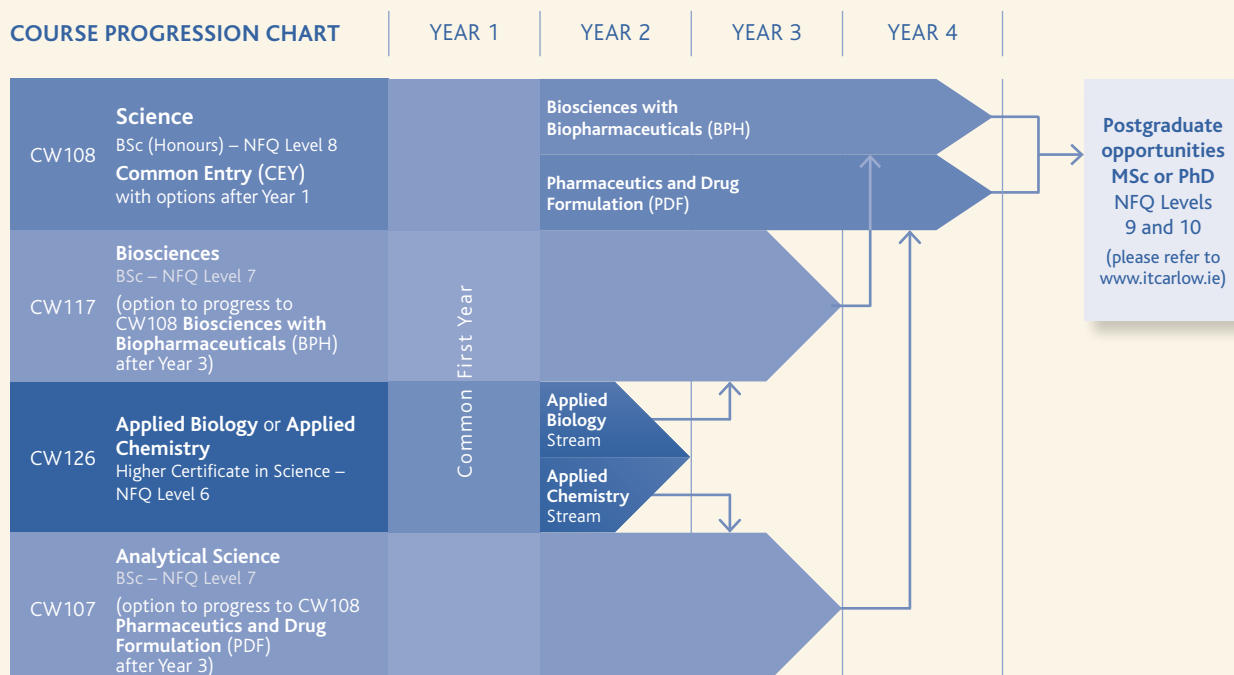 COURSE PROGRESSION CHART
YEAR 1
YEAR 2
YEAR 3
YEAR 4
CW108
Science
BSc (Honours) – NFQ Level 8
Common Entry (CEY)
with options after Year 1
Biosciences with
Biopharmaceuticals (BPH)
Pharmaceutics and Drug
Formulation (PDF)
Postgraduate
opportunities
MSc or PhD
NFQ Levels
9 and 10
(please refer to
www.itcarlow.ie)
CW117
Biosciences
BSc – NFQ Level 7
(option to progress to
CW108 Biosciences with
Biopharmaceuticals (BPH)
after Year 3)
Common First Year
CW126
Applied Biology or Applied
Chemistry
Higher Certificate in Science –
NFQ Level 6
Applied
Biology
Stream
Applied
Chemistry
Stream
CW107
Analytical Science
BSc – NFQ Level 7
(option to progress to CW108
Pharmaceutics and Drug
Formulation (PDF)
after Year 3)